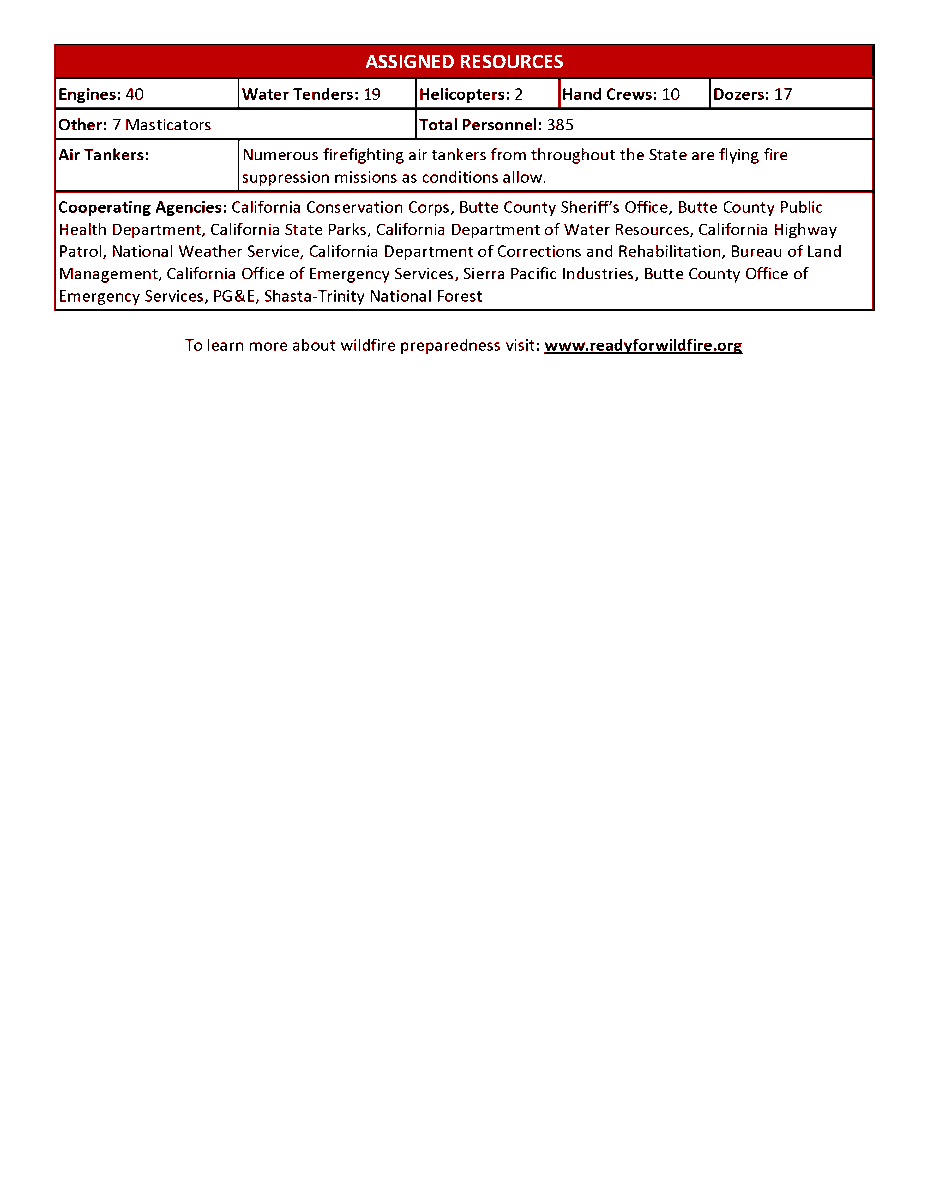 ASSIGNED RESOURCES
Engines: 40 Water Tenders: 19 Helicopters: 2 Hand Crews: 10 Dozers: 17
Other: 7 Masticators Total Personnel: 385
Air Tankers: Numerous firefighting air tankers from throughout the State are flying fire
suppression missions as conditions allow.
Cooperating Agencies: California Conservation Corps, Butte County Sheriff's Office, Butte County Public
Health Department, California State Parks, California Department of Water Resources, California Highway
Patrol, National Weather Service, California Department of Corrections and Rehabilitation, Bureau of Land
Management, California Office of Emergency Services, Sierra Pacific Industries, Butte County Office of
Emergency Services, PG&E, Shasta-Trinity National Forest
To learn more about wildfire preparedness visit: www.readyforwildfire.org